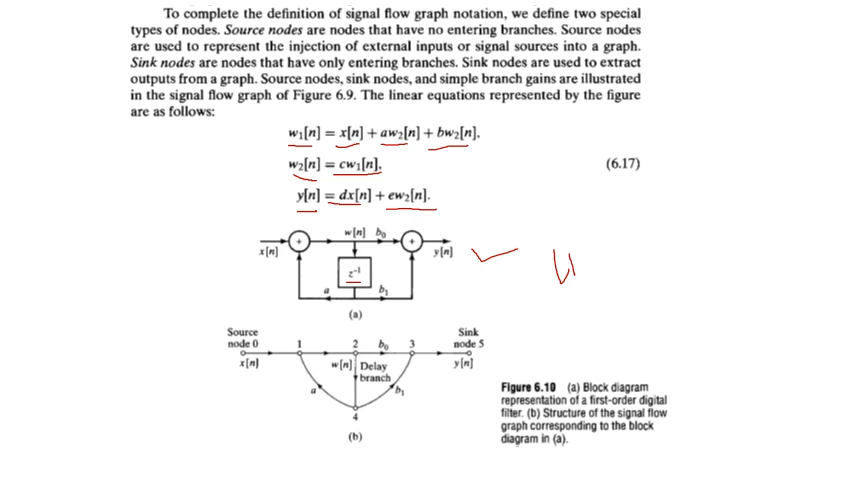 To complete the definition of signal flow graph notation, we define two special
types of nodes. Source nodes are nodes that have no entering branches. Source nodes
are used to represent the injection of external inputs or signal sources into a graph.
Sink nodes are nodes that have only entering branches. Sink nodes are used to extract
outputs from a graph. Source nodes, sink nodes, and simple branch gains are illustrated
in the signal flow graph of Figure 6.9. The linear equations represented by the figure
are as follows:
w₁[n] = x[n] + aw₂[n] + bw₂[n],
w₂[n] = cw₁[n], (6.17)
y[n] = dx[n] + ew₂[n].
w[n] b₀
+ +
x[n] y[n]
z⁻¹
a b₁
(a)
Source Sink
node 0 1 2 b₀ 3 node 5
x[n] w[n] Delay y[n]
branch
a b₁
4
(b)
Figure 6.10 (a) Block diagram
representation of a first-order digital
filter. (b) Structure of the signal flow
graph corresponding to the block
diagram in (a).